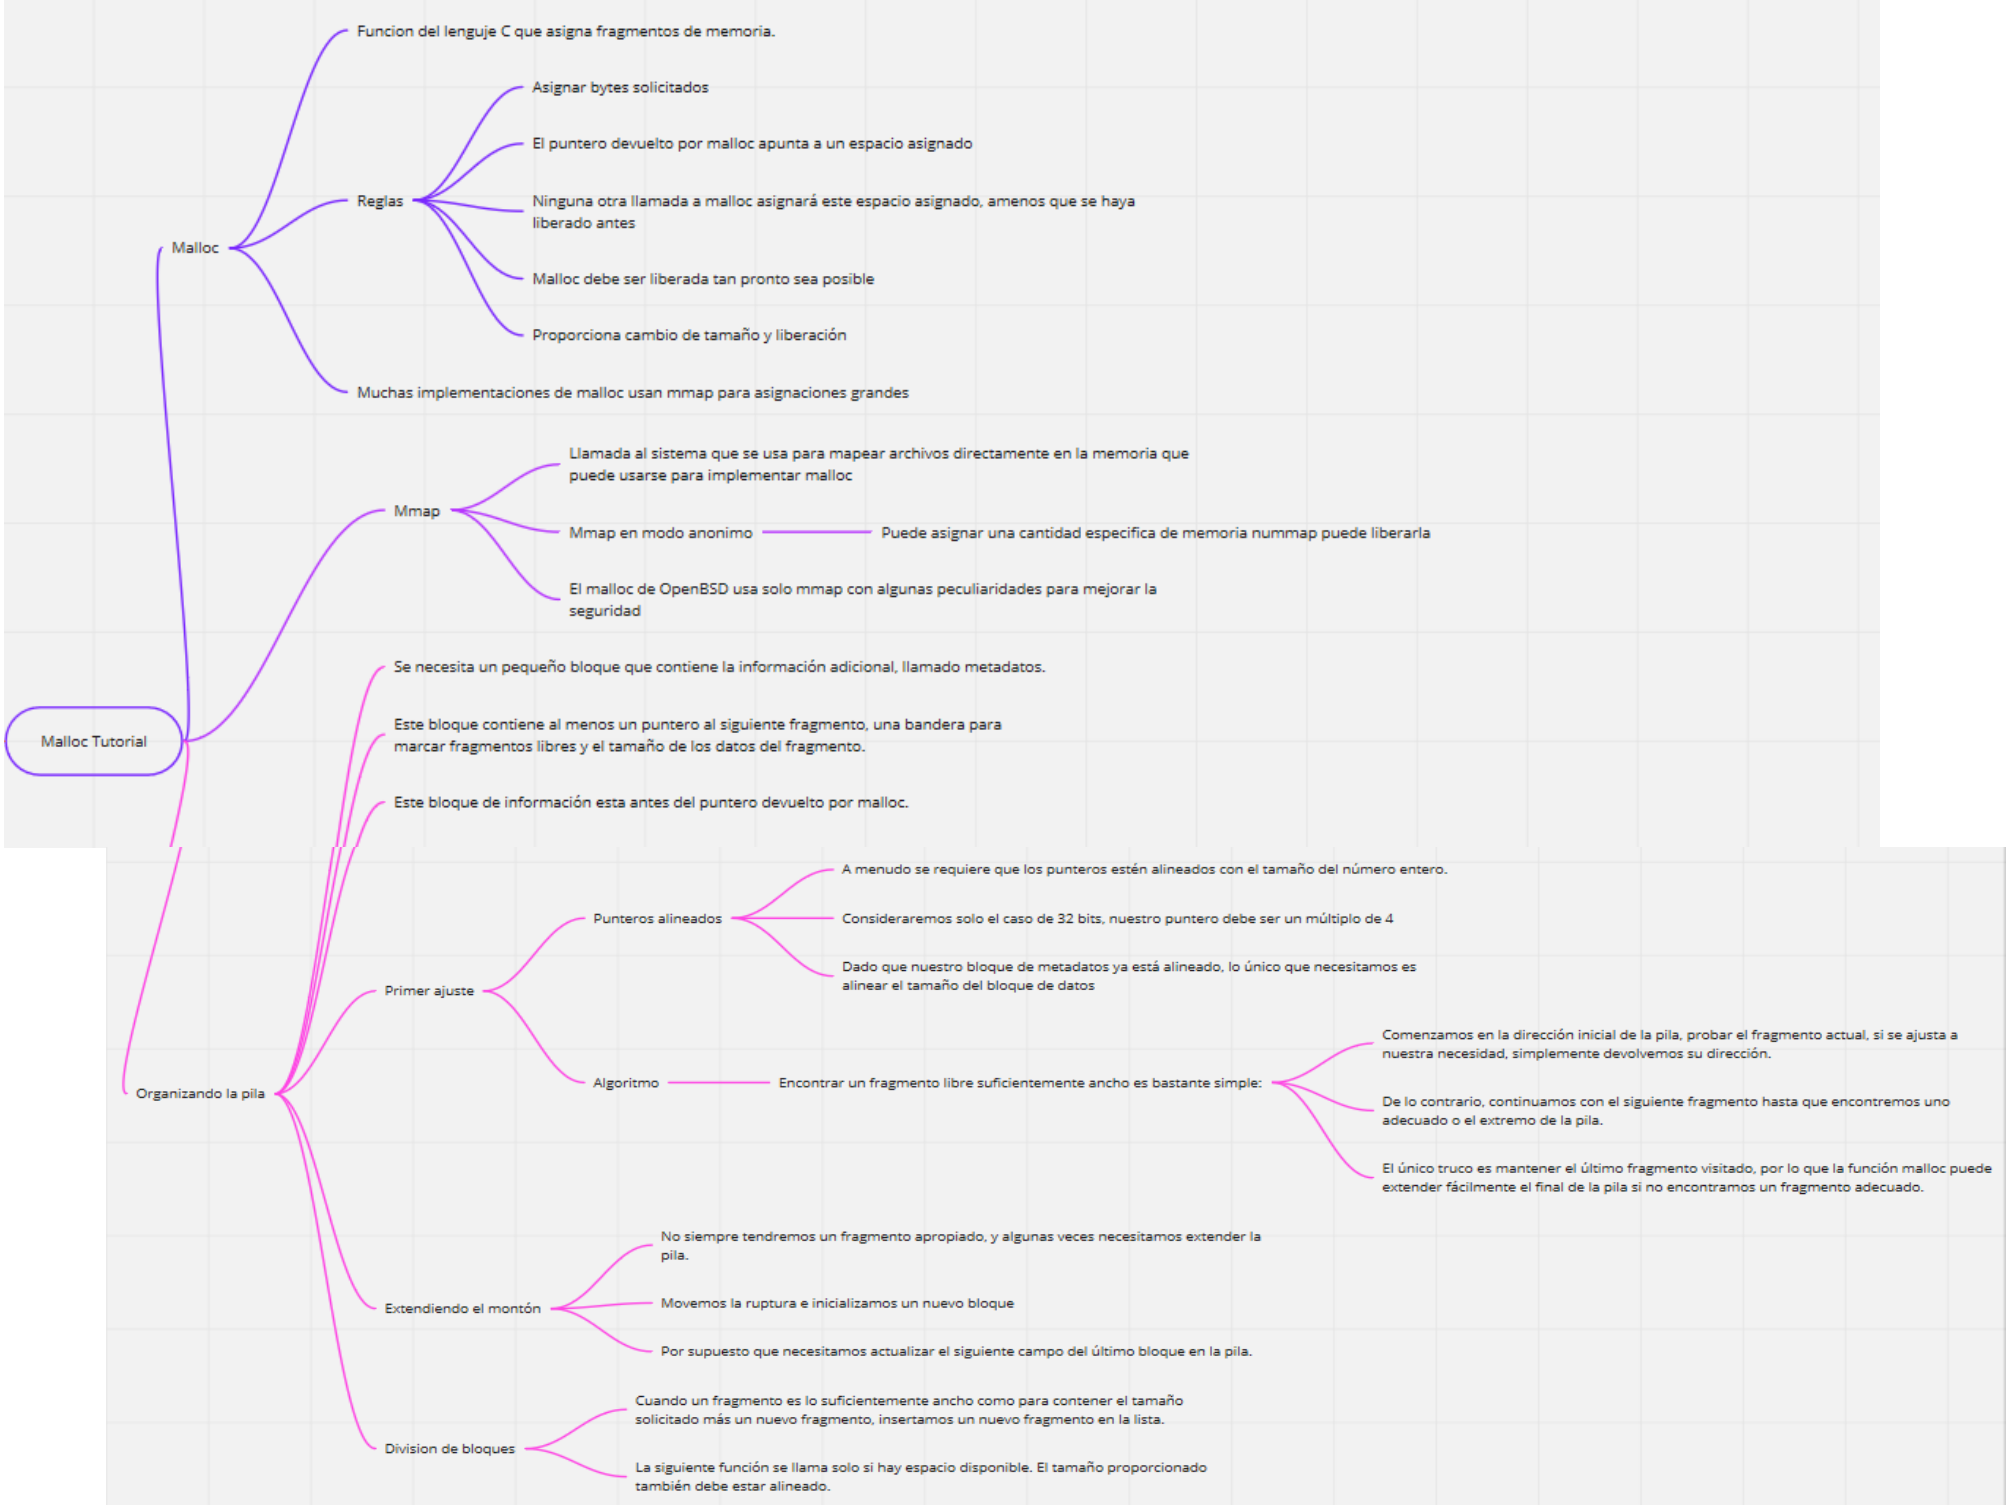 Funcion del lenguje C que asigna fragmentos de memoria.
Asignar bytes solicitados
El puntero devuelto por malloc apunta a un espacio asignado
Reglas
Ninguna otra llamada a malloc asignará este espacio asignado, amenos que se haya
liberado antes
Malloc
Malloc debe ser liberada tan pronto sea posible
Proporciona cambio de tamaño y liberación
Muchas implementaciones de malloc usan mmap para asignaciones grandes
Llamada al sistema que se usa para mapear archivos directamente en la memoria que
puede usarse para implementar malloc
Mmap
Mmap en modo anonimo
Puede asignar una cantidad especifica de memoria nummap puede liberarla
El malloc de OpenBSD usa solo mmap con algunas peculiaridades para mejorar la
seguridad
Se necesita un pequeño bloque que contiene la información adicional, llamado metadatos.
Malloc Tutorial
Este bloque contiene al menos un puntero al siguiente fragmento, una bandera para
marcar fragmentos libres y el tamaño de los datos del fragmento.
Este bloque de información esta antes del puntero devuelto por malloc.
A menudo se requiere que los punteros estén alineados con el tamaño del número entero.
Punteros alineados
Consideraremos solo el caso de 32 bits, nuestro puntero debe ser un múltiplo de 4
Dado que nuestro bloque de metadatos ya está alineado, lo único que necesitamos es
alinear el tamaño del bloque de datos
Primer ajuste
Comenzamos en la dirección inicial de la pila, probar el fragmento actual, si se ajusta a
nuestra necesidad, simplemente devolvemos su dirección.
Algoritmo
Encontrar un fragmento libre suficientemente ancho es bastante simple:
Organizando la pila
De lo contrario, continuamos con el siguiente fragmento hasta que encontremos uno
adecuado o el extremo de la pila.
El único truco es mantener el último fragmento visitado, por lo que la función malloc puede
extender fácilmente el final de la pila si no encontramos un fragmento adecuado.
No siempre tendremos un fragmento apropiado, y algunas veces necesitamos extender la
pila.
Extendiendo el montón
Movemos la ruptura e inicializamos un nuevo bloque
Por supuesto que necesitamos actualizar el siguiente campo del último bloque en la pila.
Cuando un fragmento es lo suficientemente ancho como para contener el tamaño
solicitado más un nuevo fragmento, insertamos un nuevo fragmento en la lista.
Division de bloques
La siguiente función se llama solo si hay espacio disponible. El tamaño proporcionado
también debe estar alineado.